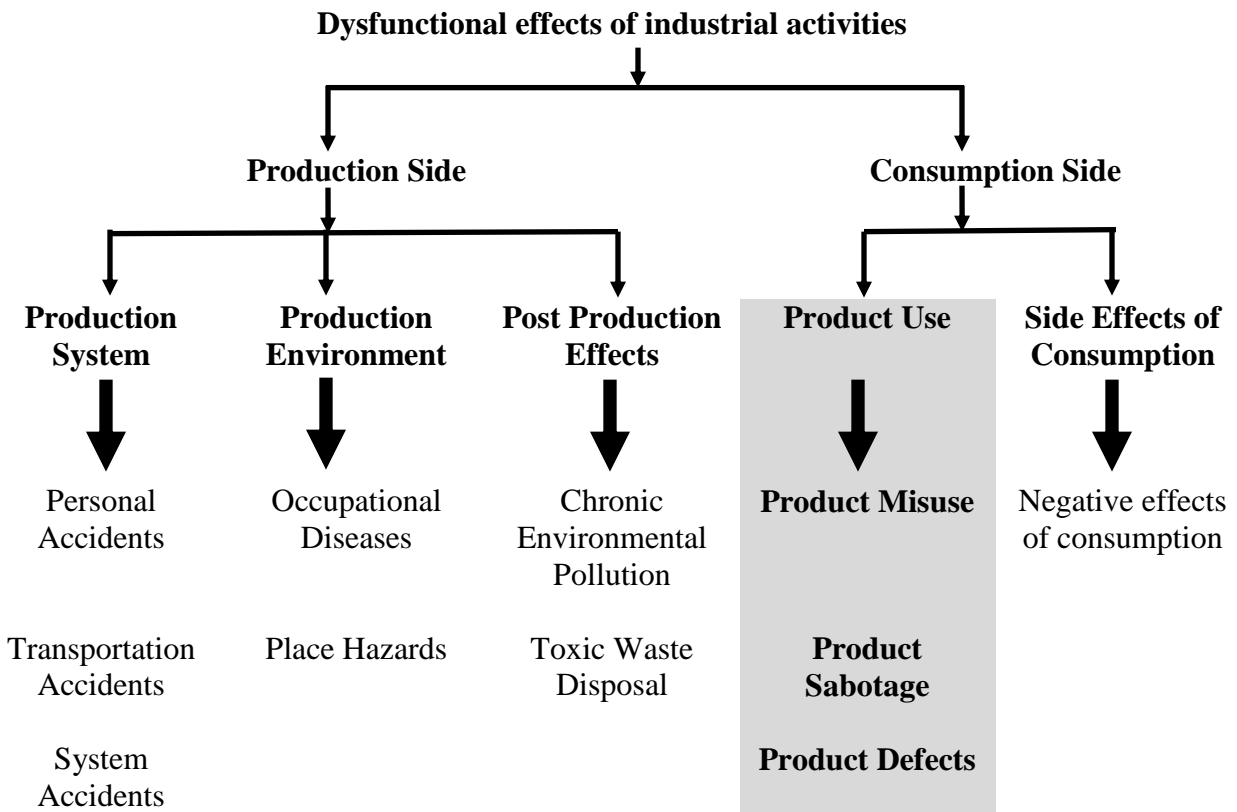 Dysfunctional effects of industrial activities
Production Side
Consumption Side
Production
System
Production
Environment
Post Production
Effects
Product Use
Side Effects of
Consumption
Personal
Accidents
Occupational
Diseases
Chronic
Environmental
Pollution
Product Misuse
Negative effects
of consumption
Transportation
Accidents
Place Hazards
Toxic Waste
Disposal
Product
Sabotage
System
Accidents
Product Defects